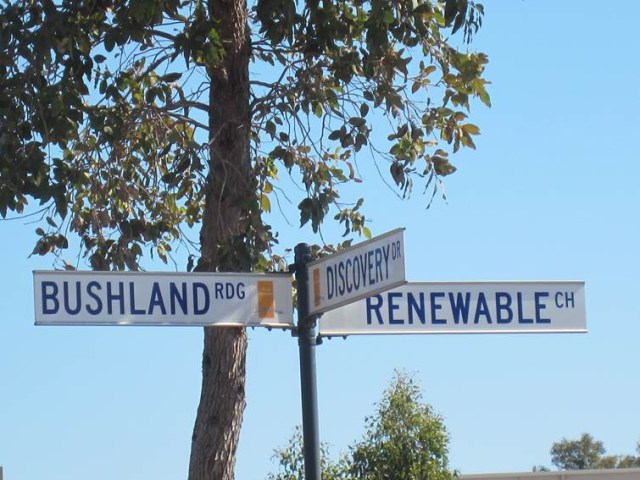 BUSHLAND RDG
DISCOVERY DR
RENEWABLE CH